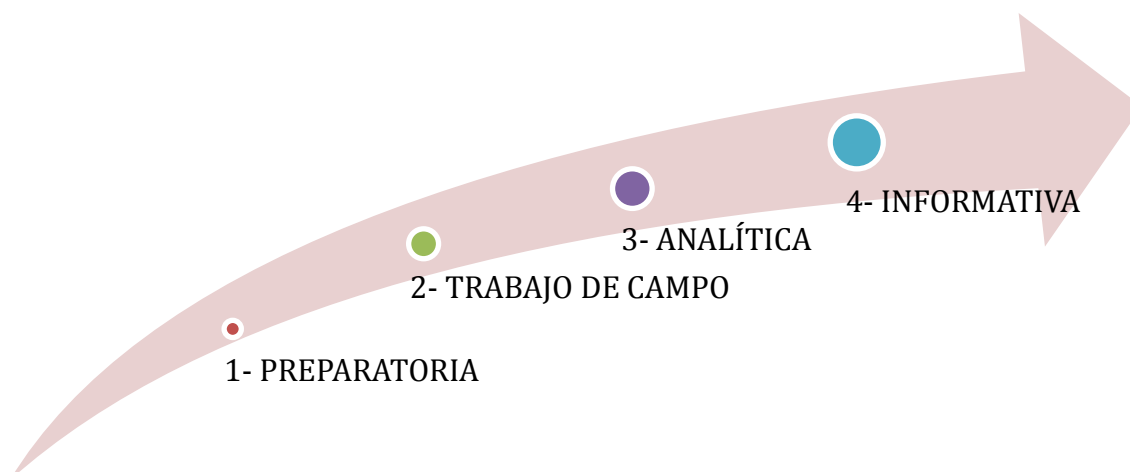 1- PREPARATORIA
2- TRABAJO DE CAMPO
3- ANALÍTICA
4- INFORMATIVA